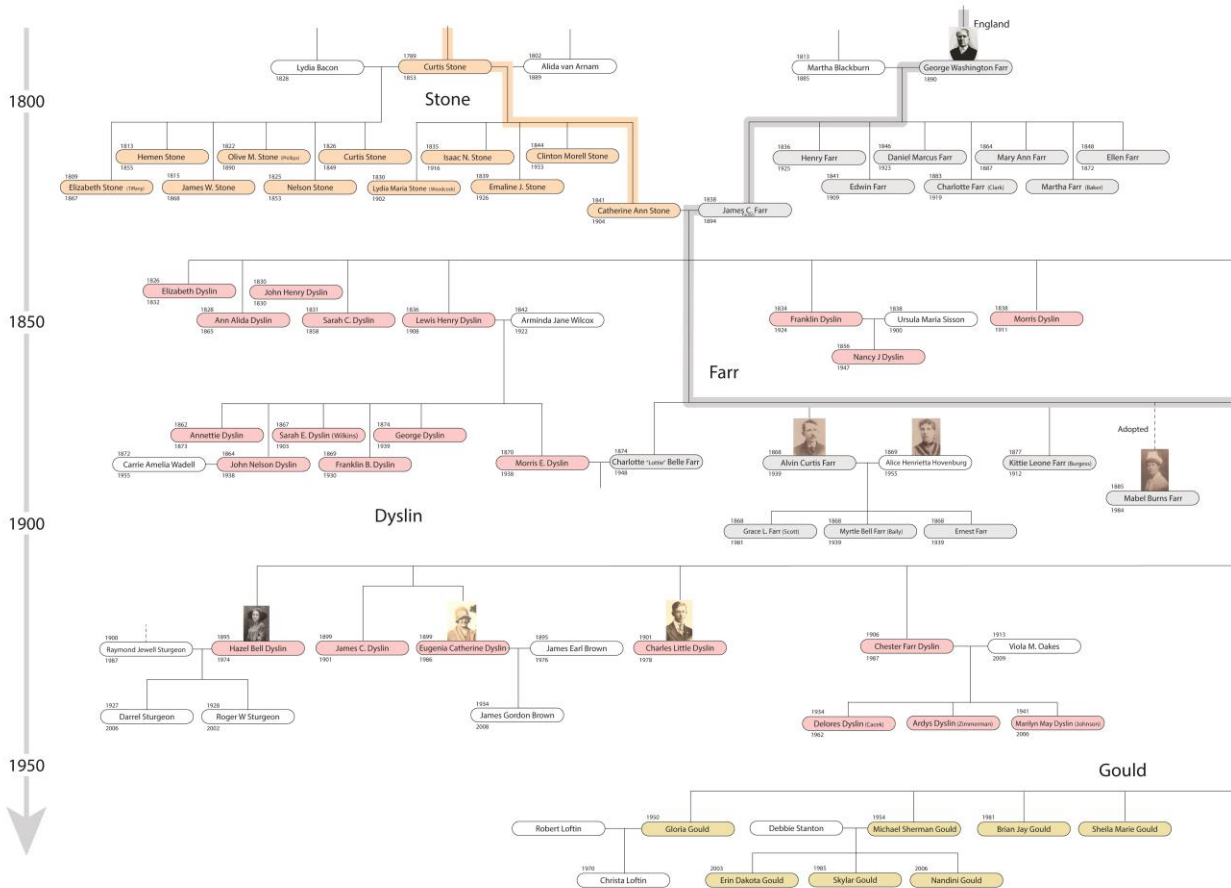 England
1789
1802
1813
Lydia Bacon
Curtis Stone
Alida van Arnam
Martha Blackburn
George Washington Farr
1828
1853
1889
1885
1890
1800
Stone
1813
1822
1826
1835
1844
Hemen Stone
Olive M. Stone (Phillips)
Curtis Stone
Isaac N. Stone
Clinton Morell Stone
1855
1890
1849
1916
1953
1809
1815
1825
1830
1839
Elizabeth Stone (Tiffany)
James W. Stone
Nelson Stone
Lydia Maria Stone (Woodcock)
Emaline J. Stone
1867
1868
1853
1902
1926
1836
1846
1864
1848
Henry Farr
Daniel Marcus Farr
Mary Ann Farr
Ellen Farr
1925
1923
1887
1872
1841
1883
Edwin Farr
Charlotte Farr (Clark)
Martha Farr (Baker)
1909
1919
1841
1838
Catherine Ann Stone
James C. Farr
1904
1894
1826
1830
Elizabeth Dyslin
John Henry Dyslin
1832
1830
1828
1831
1836
1842
Ann Alida Dyslin
Sarah C. Dyslin
Lewis Henry Dyslin
Arminda Jane Wilcox
1865
1858
1908
1922
1850
1834
1838
1838
Franklin Dyslin
Ursula Maria Sisson
Morris Dyslin
1924
1900
1911
1856
Nancy J Dyslin
1947
Farr
1862
1867
1874
Annettie Dyslin
Sarah E. Dyslin (Wilkins)
George Dyslin
1873
1905
1939
1872
1864
1869
1870
1874
Carrie Amelia Wadell
John Nelson Dyslin
Franklin B. Dyslin
Morris E. Dyslin
Charlotte "Lottie" Belle Farr
1955
1938
1930
1936
1948
Adopted
1868
1869
1877
Alvin Curtis Farr
Alice Henrietta Hovenburg
Kittie Leone Farr (Burgess)
1939
1955
1912
1885
Mabel Burns Farr
1984
1868
1868
1868
Grace L. Farr (Scott)
Myrtle Bell Farr (Baily)
Ernest Farr
1981
1939
1939
Dyslin
1900
1900
1895
1899
1899
1895
1901
1906
1913
Raymond Jewell Sturgeon
Hazel Bell Dyslin
James C. Dyslin
Eugenia Catherine Dyslin
James Earl Brown
Charles Little Dyslin
Chester Farr Dyslin
Viola M. Oakes
1987
1974
1901
1986
1976
1978
1987
2009
1927
1928
1934
Darrel Sturgeon
Roger W Sturgeon
James Gordon Brown
2006
2002
2008
1934
1941
Delores Dyslin (Cacek)
Ardys Dyslin (Zimmerman)
Marilyn May Dyslin (Johnson)
1962
2006
1950
Gould
1950
1954
1981
Robert Loftin
Gloria Gould
Debbie Stanton
Michael Sherman Gould
Brian Jay Gould
Sheila Marie Gould
1970
2003
1985
2006
Christa Loftin
Erin Dakota Gould
Skylar Gould
Nandini Gould